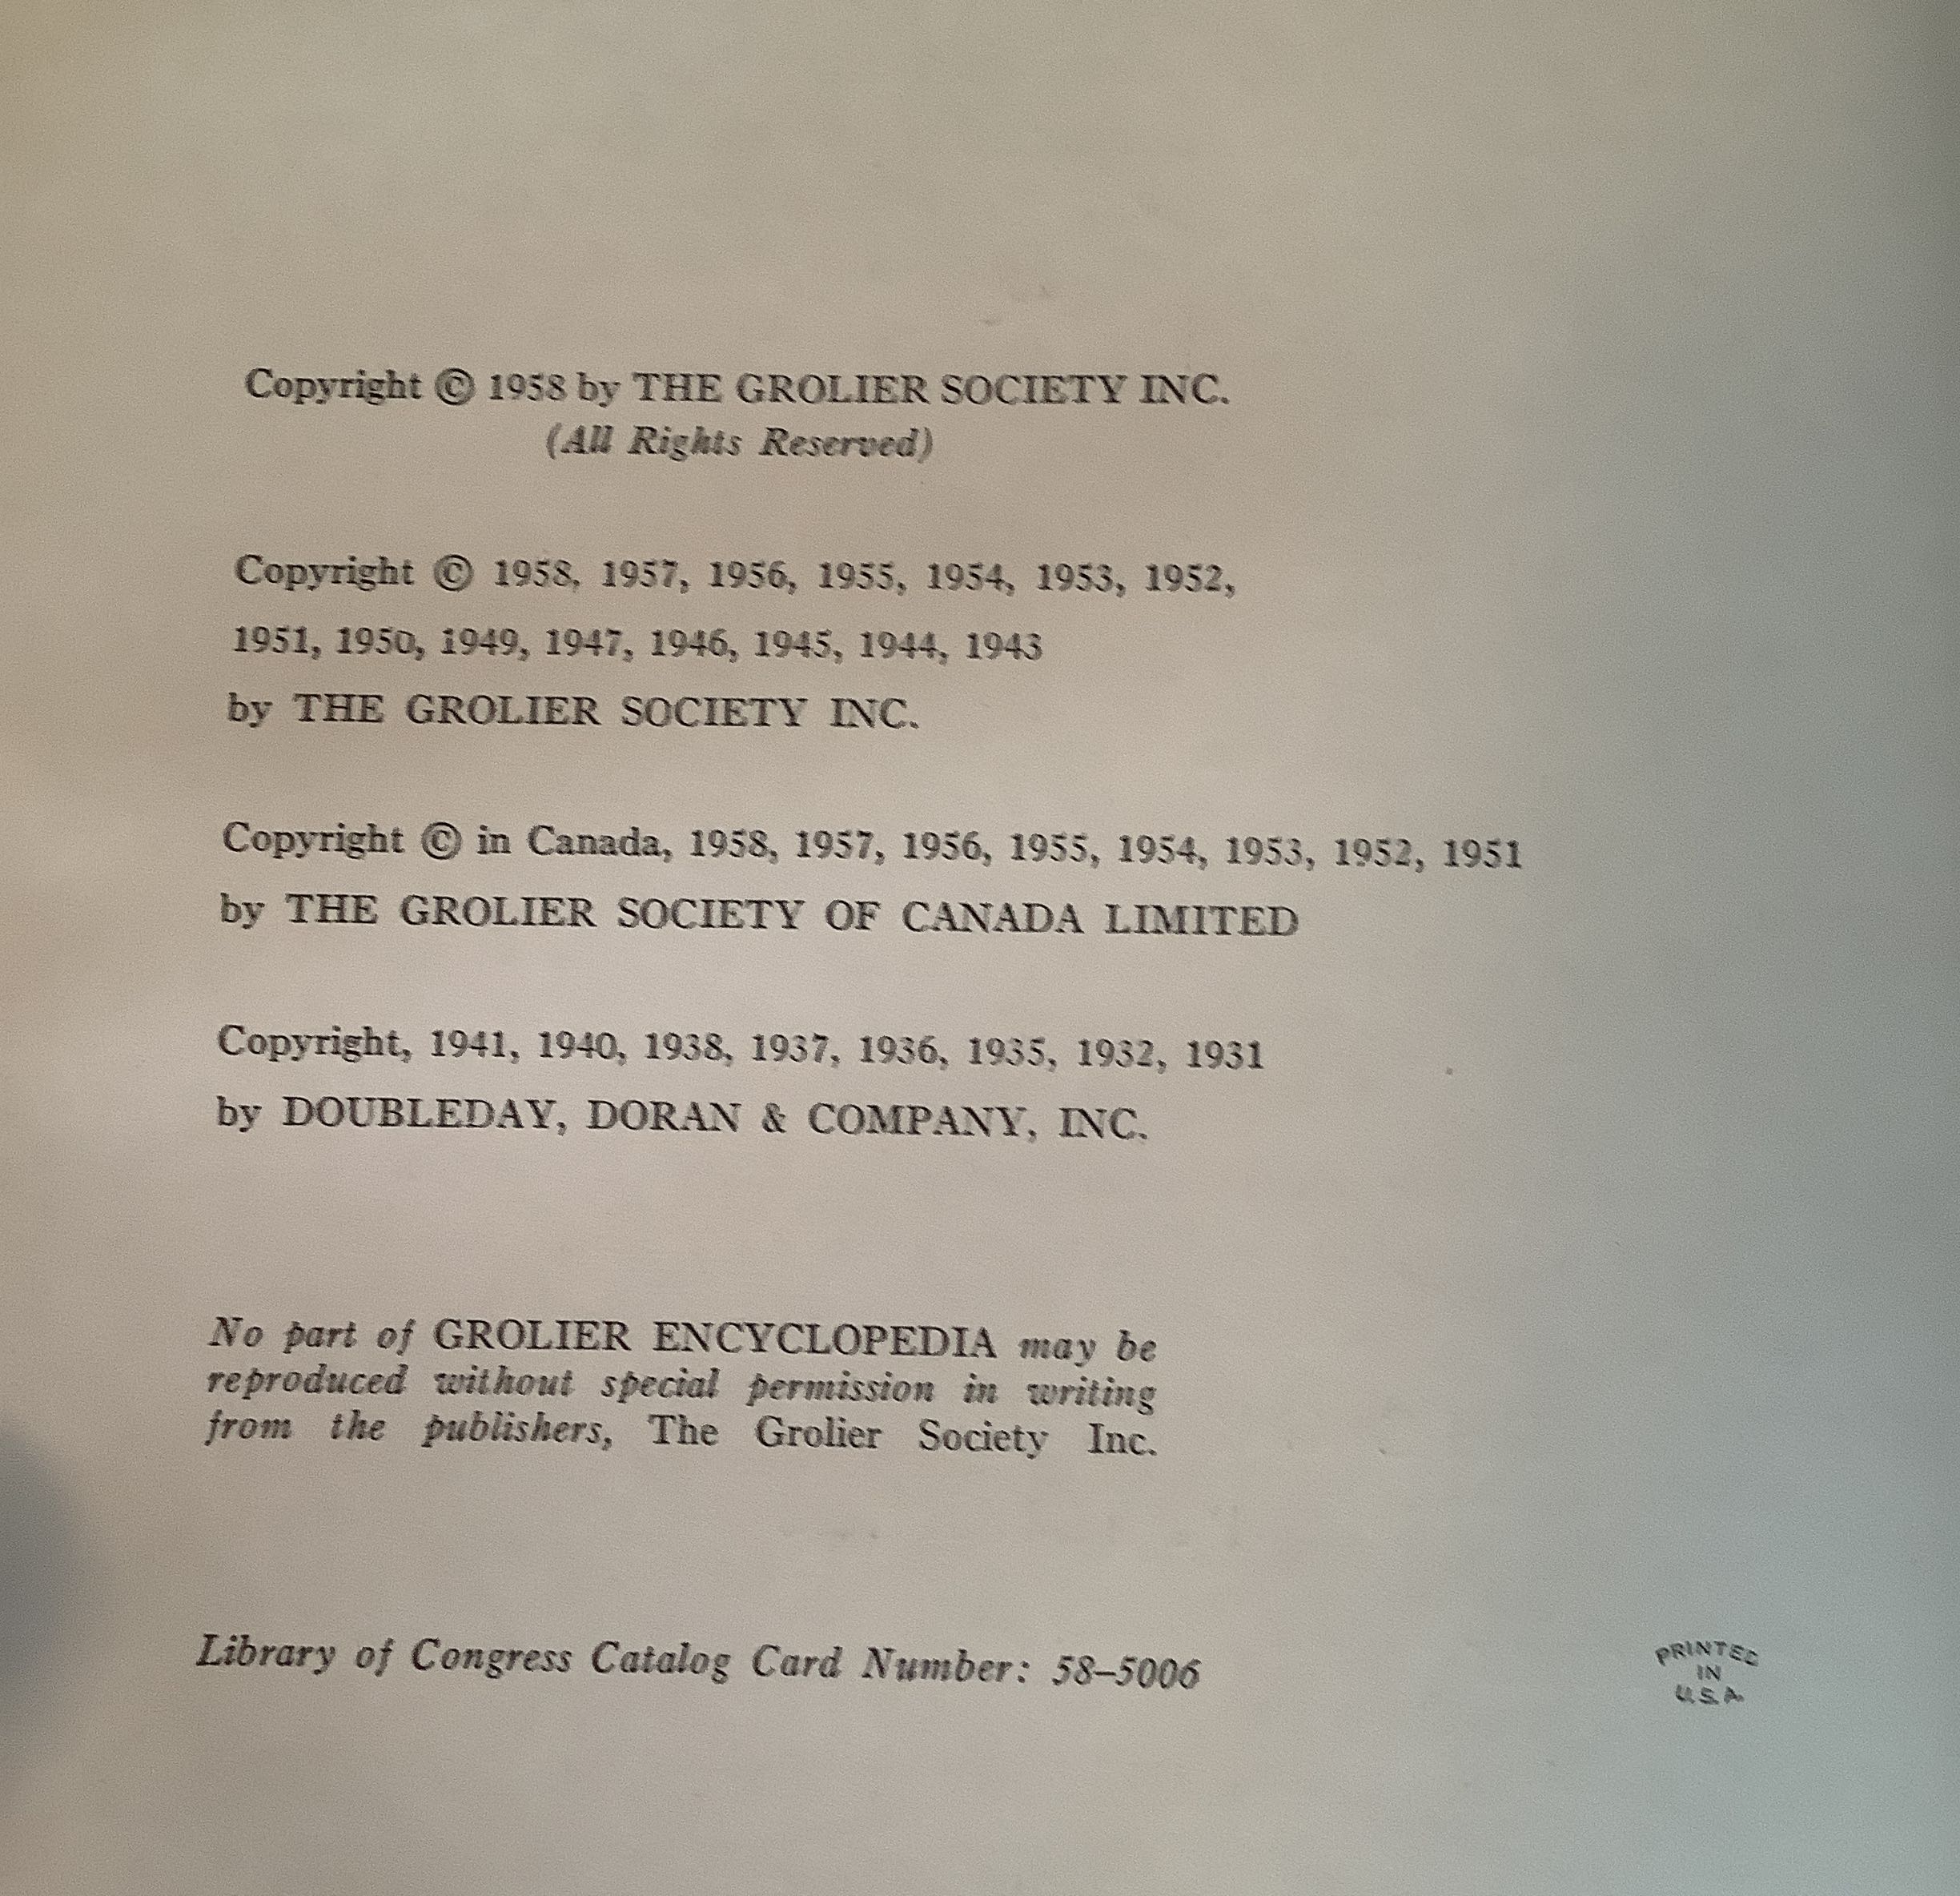 Copyright © 1958 by THE GROLIER SOCIETY INC.
(All Rights Reserved)
Copyright © 1958, 1957, 1956, 1955, 1954, 1953, 1952,
1951, 1950, 1949, 1947, 1946, 1945, 1944, 1943
by THE GROLIER SOCIETY INC.
Copyright © in Canada, 1958, 1957, 1956, 1955, 1954, 1953, 1952, 1951
by THE GROLIER SOCIETY OF CANADA LIMITED
Copyright, 1941, 1940, 1938, 1937, 1936, 1935, 1932, 1931
by DOUBLEDAY, DORAN & COMPANY, INC.
No part of GROLIER ENCYCLOPEDIA may be
reproduced without special permission in writing
from the publishers, The Grolier Society Inc.
Library of Congress Catalog Card Number: 58–5006
PRINTED
IN
U.S.A.